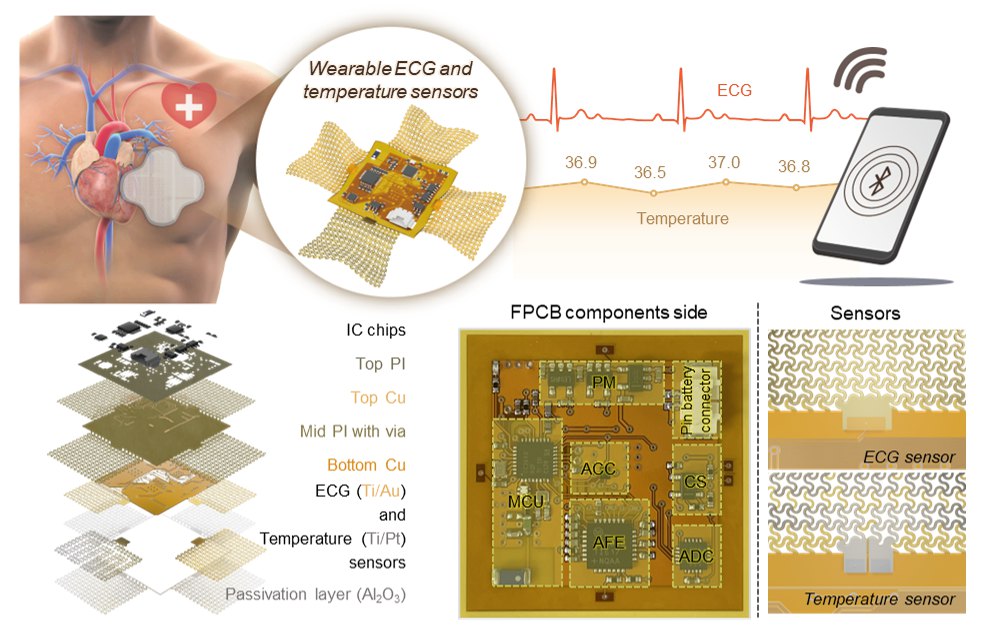 Wearable ECG and
temperature sensors
ECG
36.9
36.5
37.0
36.8
Temperature
IC chips
Top PI
Top Cu
Mid PI with via
Bottom Cu
ECG (Ti/Au)
and
Temperature (Ti/Pt)
sensors
Passivation layer (Al₂O₃)
FPCB components side
PM
Pin battery
connector
MCU
ACC
CS
AFE
ADC
Sensors
ECG sensor
Temperature sensor